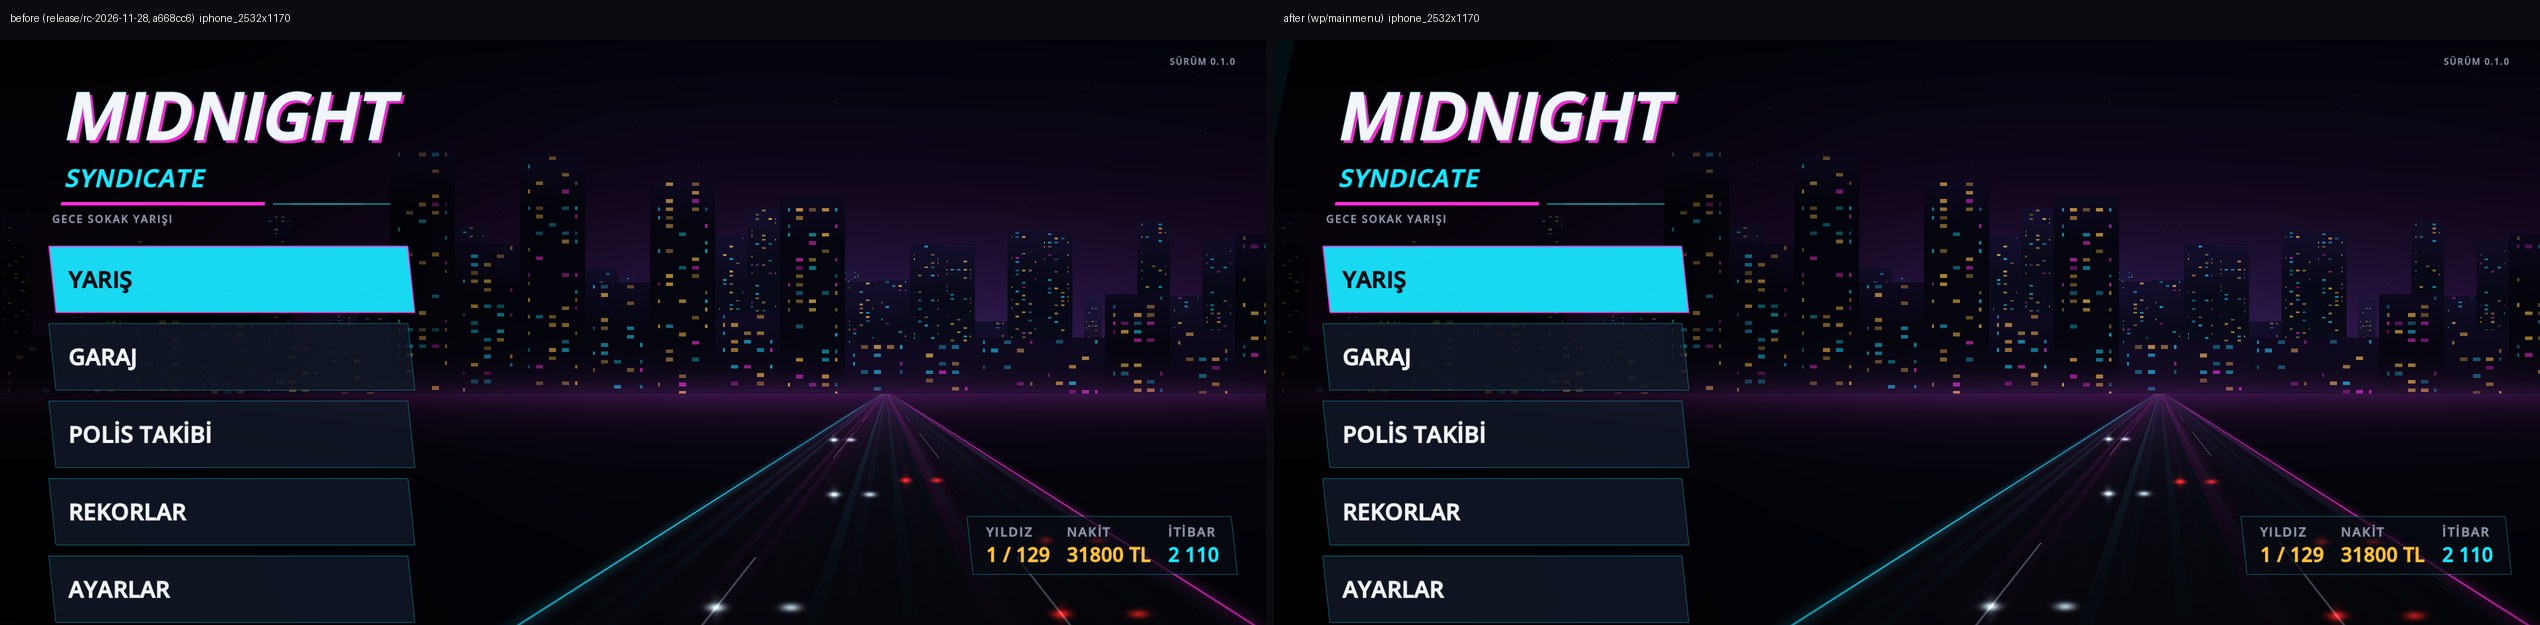 before (release/rc-2026-11-28, a668cc6) iphone_2532x1170
SÜRÜM 0.1.0
MIDNIGHT
SYNDICATE
GECE SOKAK YARIŞI
YARIŞ
GARAJ
POLİS TAKİBİ
REKORLAR
AYARLAR
YILDIZ NAKİT İTİBAR
1 / 129 31800 TL 2 110
after (wp/mainmenu) iphone_2532x1170
SÜRÜM 0.1.0
MIDNIGHT
SYNDICATE
GECE SOKAK YARIŞI
YARIŞ
GARAJ
POLİS TAKİBİ
REKORLAR
AYARLAR
YILDIZ NAKİT İTİBAR
1 / 129 31800 TL 2 110